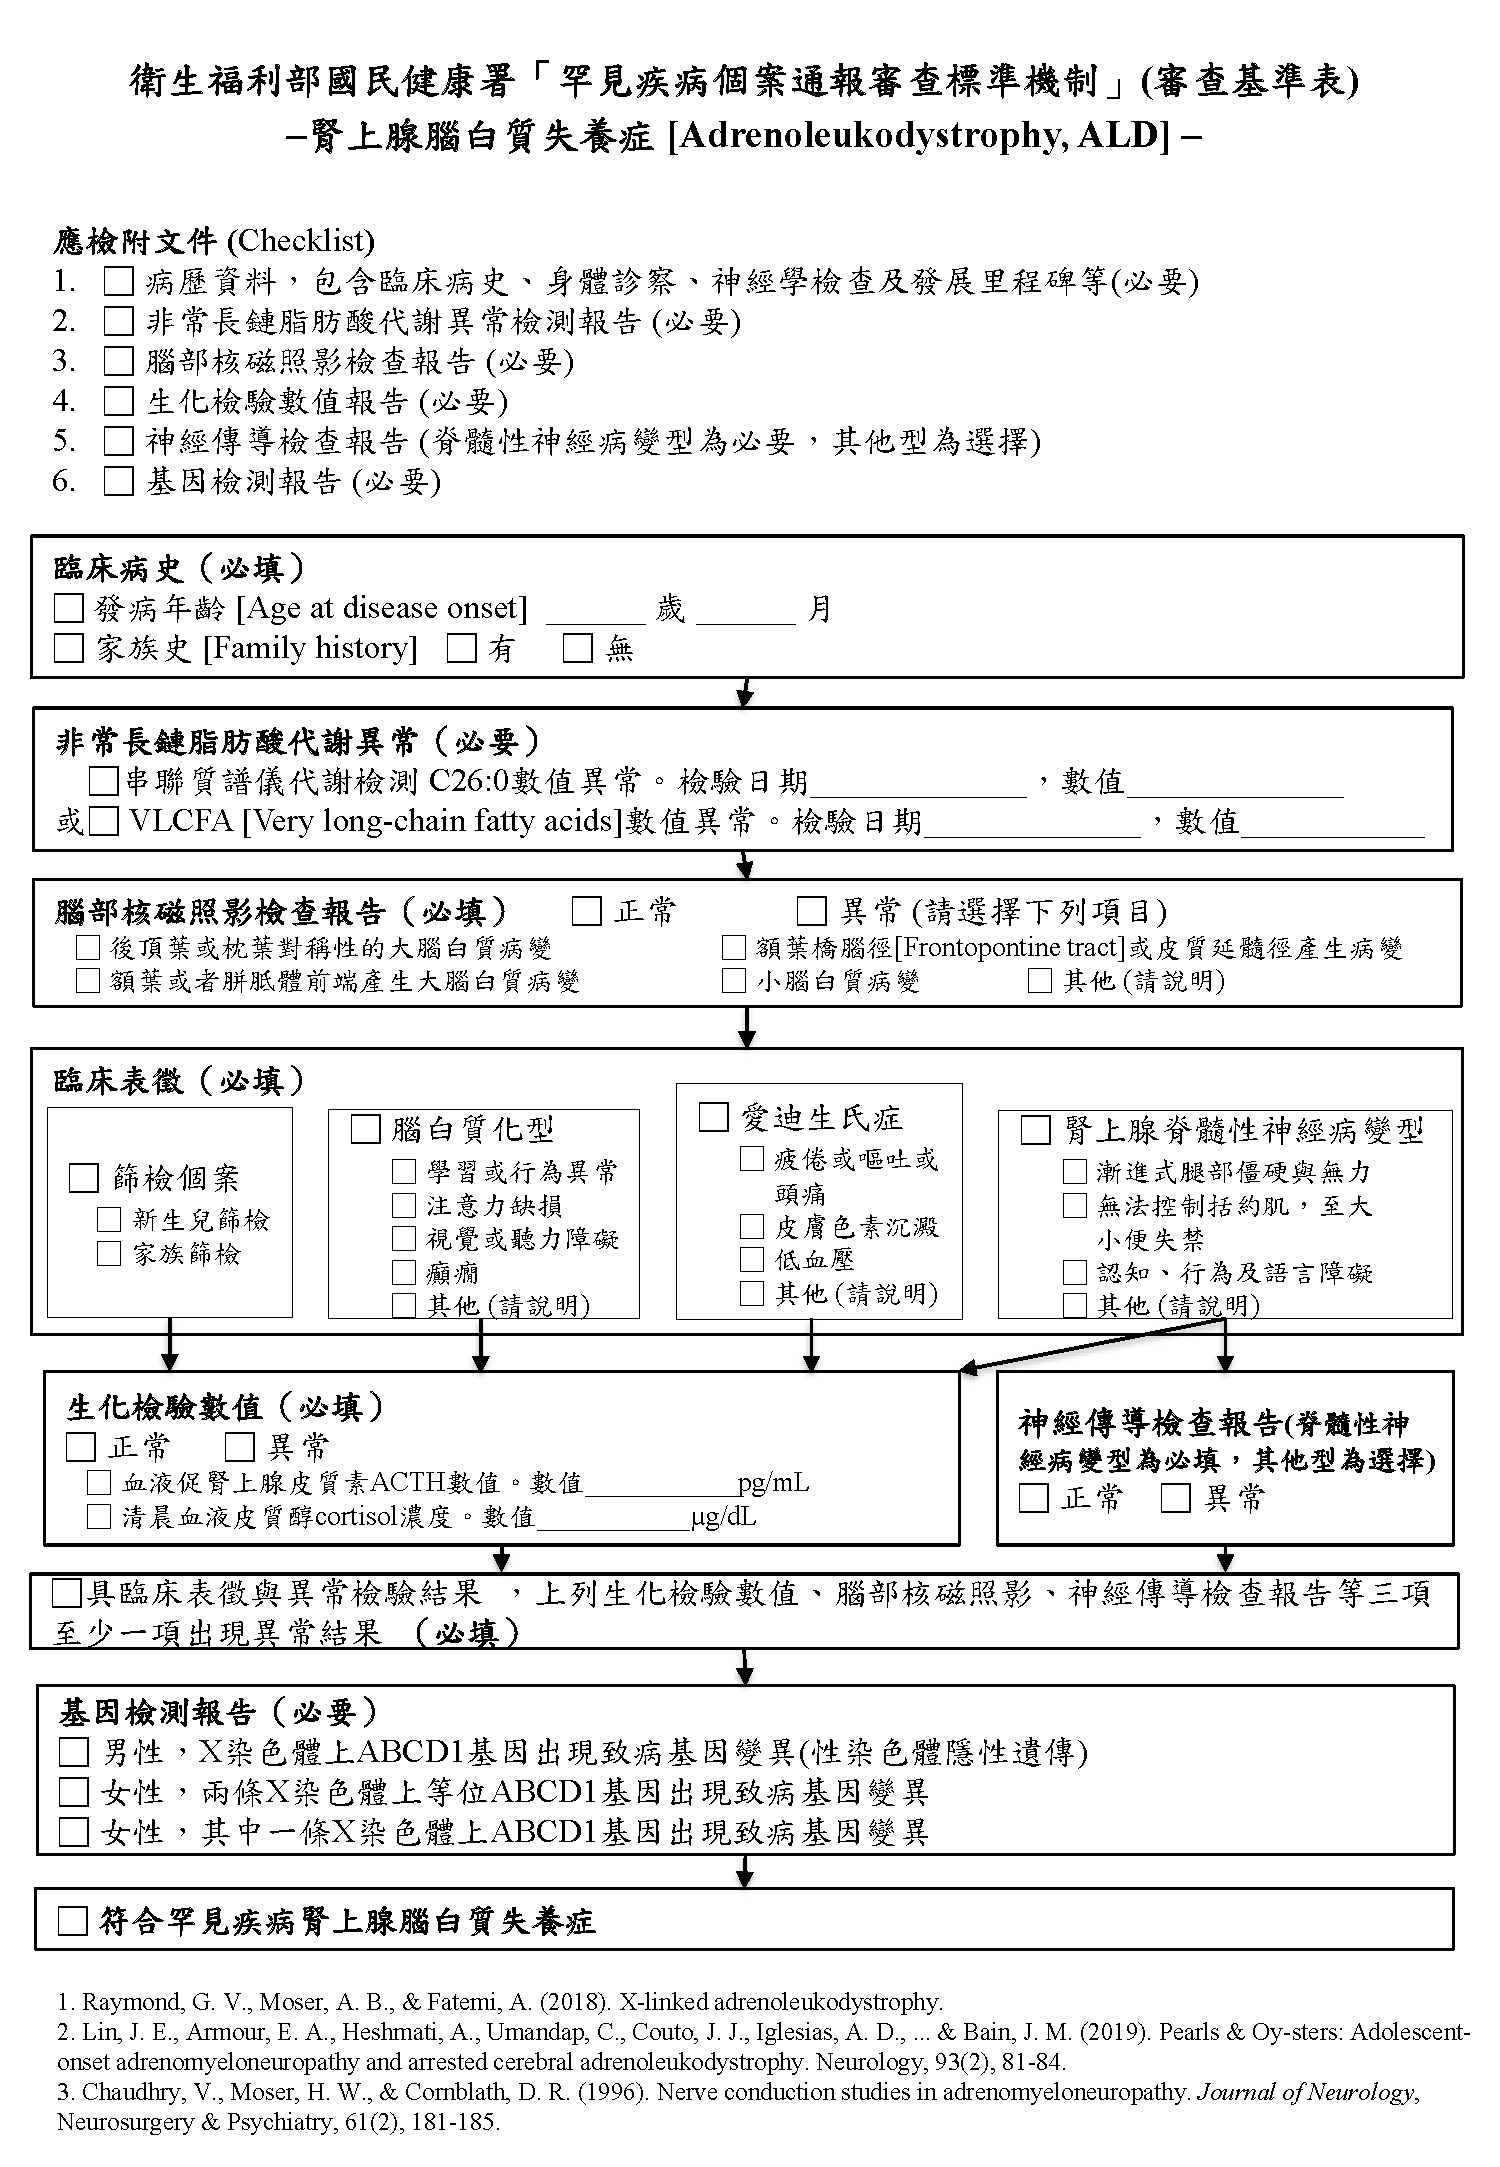 衛生福利部國民健康署「罕見疾病個案通報審查標準機制」(審查基準表)
–腎上腺腦白質失養症 [Adrenoleukodystrophy, ALD] –
應檢附文件 (Checklist)
1. □ 病歷資料，包含臨床病史、身體診察、神經學檢查及發展里程碑等(必要)
2. □ 非常長鏈脂肪酸代謝異常檢測報告 (必要)
3. □ 腦部核磁照影檢查報告 (必要)
4. □ 生化檢驗數值報告 (必要)
5. □ 神經傳導檢查報告 (脊髓性神經病變型為必要，其他型為選擇)
6. □ 基因檢測報告 (必要)
臨床病史（必填）
□ 發病年齡 [Age at disease onset] ______ 歲 ______ 月
□ 家族史 [Family history] □ 有 □ 無
非常長鏈脂肪酸代謝異常（必要）
□串聯質譜儀代謝檢測 C26:0數值異常。檢驗日期_____________，數值_____________
或□ VLCFA [Very long-chain fatty acids]數值異常。檢驗日期_____________，數值___________
腦部核磁照影檢查報告（必填） □ 正常 □ 異常 (請選擇下列項目)
□ 後頂葉或枕葉對稱性的大腦白質病變 □ 額葉橋腦徑[Frontopontine tract]或皮質延髓徑產生病變
□ 額葉或者胼胝體前端產生大腦白質病變 □ 小腦白質病變 □ 其他 (請說明)
臨床表徵（必填）
□ 篩檢個案
□ 新生兒篩檢
□ 家族篩檢
□ 腦白質化型
□ 學習或行為異常
□ 注意力缺損
□ 視覺或聽力障礙
□ 癲癇
□ 其他 (請說明)
□ 愛迪生氏症
□ 疲倦或嘔吐或
頭痛
□ 皮膚色素沉澱
□ 低血壓
□ 其他 (請說明)
□ 腎上腺脊髓性神經病變型
□ 漸進式腿部僵硬與無力
□ 無法控制括約肌，至大
小便失禁
□ 認知、行為及語言障礙
□ 其他 (請說明)
生化檢驗數值（必填）
□ 正常 □ 異常
□ 血液促腎上腺皮質素ACTH數值。數值___________pg/mL
□ 清晨血液皮質醇cortisol濃度。數值___________μg/dL
神經傳導檢查報告(脊髓性神
經病變型為必填，其他型為選擇)
□ 正常 □ 異常
□具臨床表徵與異常檢驗結果 ，上列生化檢驗數值、腦部核磁照影、神經傳導檢查報告等三項
至少一項出現異常結果 （必填）
基因檢測報告（必要）
□ 男性，X染色體上ABCD1基因出現致病基因變異(性染色體隱性遺傳)
□ 女性，兩條X染色體上等位ABCD1基因出現致病基因變異
□ 女性，其中一條X染色體上ABCD1基因出現致病基因變異
□ 符合罕見疾病腎上腺腦白質失養症
1. Raymond, G. V., Moser, A. B., & Fatemi, A. (2018). X-linked adrenoleukodystrophy.
2. Lin, J. E., Armour, E. A., Heshmati, A., Umandap, C., Couto, J. J., Iglesias, A. D., ... & Bain, J. M. (2019). Pearls & Oy-sters: Adolescent-
onset adrenomyeloneuropathy and arrested cerebral adrenoleukodystrophy. Neurology, 93(2), 81-84.
3. Chaudhry, V., Moser, H. W., & Cornblath, D. R. (1996). Nerve conduction studies in adrenomyeloneuropathy. Journal of Neurology,
Neurosurgery & Psychiatry, 61(2), 181-185.